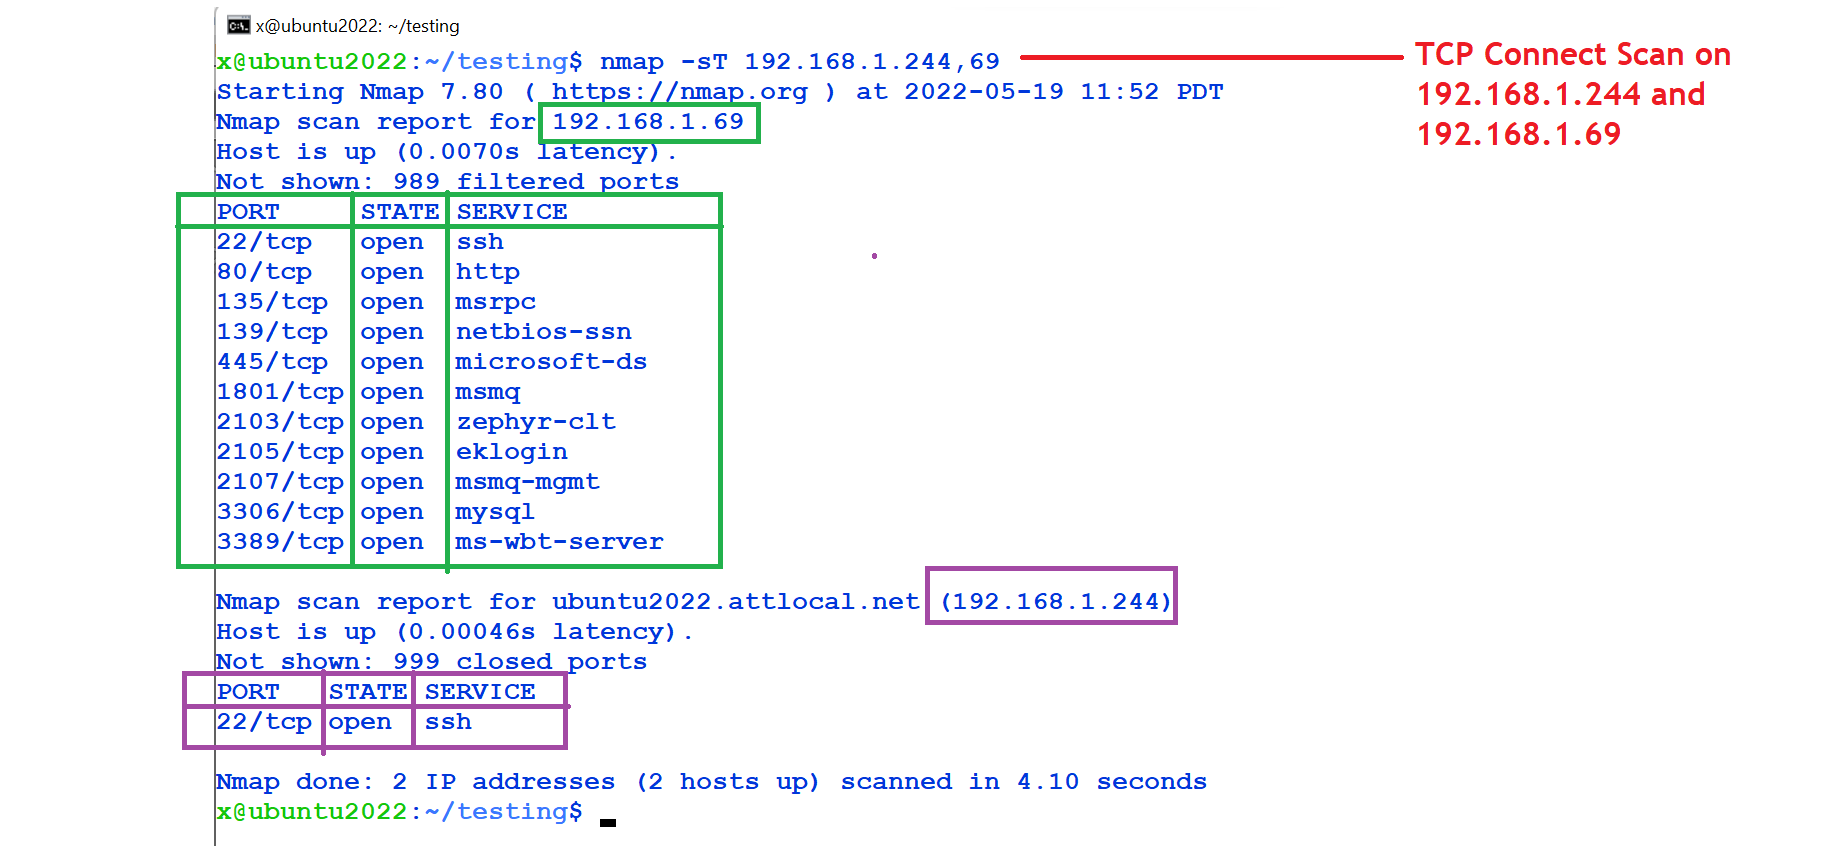 x@ubuntu2022: ~/testing
x@ubuntu2022:~/testing$ nmap -sT 192.168.1.244,69
TCP Connect Scan on
192.168.1.244 and
192.168.1.69
Starting Nmap 7.80 ( https://nmap.org ) at 2022-05-19 11:52 PDT
Nmap scan report for 192.168.1.69
Host is up (0.0070s latency).
Not shown: 989 filtered ports
PORT STATE SERVICE
22/tcp open ssh
80/tcp open http
135/tcp open msrpc
139/tcp open netbios-ssn
445/tcp open microsoft-ds
1801/tcp open msmq
2103/tcp open zephyr-clt
2105/tcp open eklogin
2107/tcp open msmq-mgmt
3306/tcp open mysql
3389/tcp open ms-wbt-server
Nmap scan report for ubuntu2022.attlocal.net (192.168.1.244)
Host is up (0.00046s latency).
Not shown: 999 closed ports
PORT STATE SERVICE
22/tcp open ssh
Nmap done: 2 IP addresses (2 hosts up) scanned in 4.10 seconds
x@ubuntu2022:~/testing$